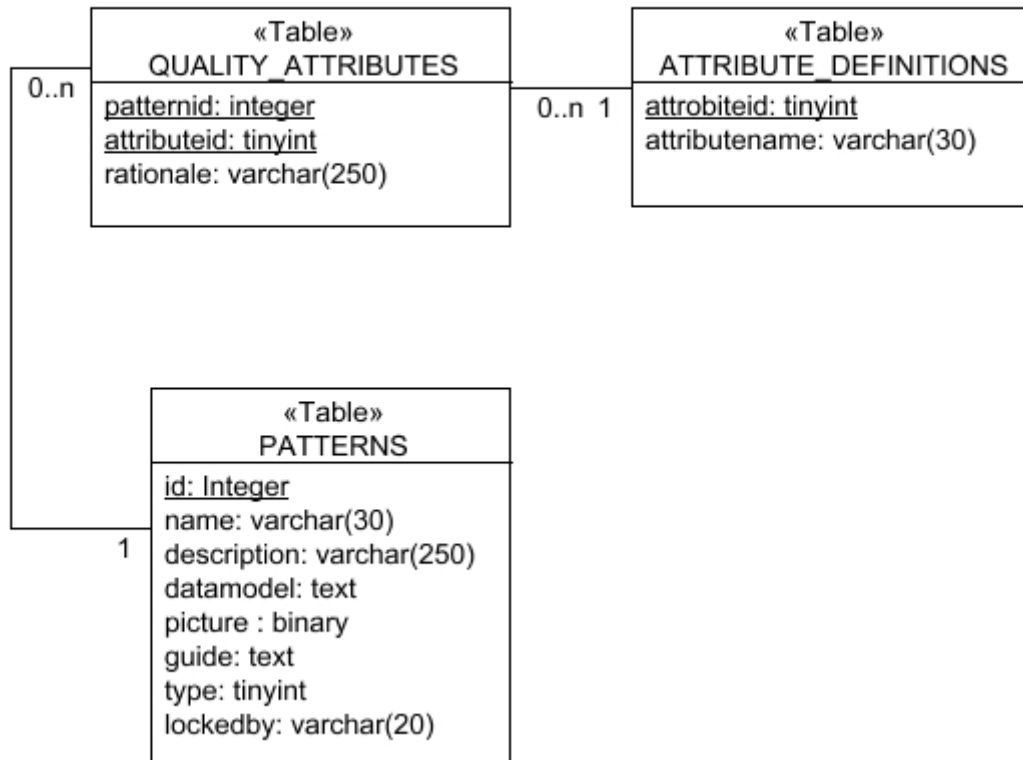 «Table»
QUALITY_ATTRIBUTES
patternid: integer
attributeid: tinyint
rationale: varchar(250)
0..n
0..n 1
«Table»
ATTRIBUTE_DEFINITIONS
attrobiteid: tinyint
attributename: varchar(30)
«Table»
PATTERNS
id: Integer
name: varchar(30)
description: varchar(250)
datamodel: text
picture : binary
guide: text
type: tinyint
lockedby: varchar(20)
1